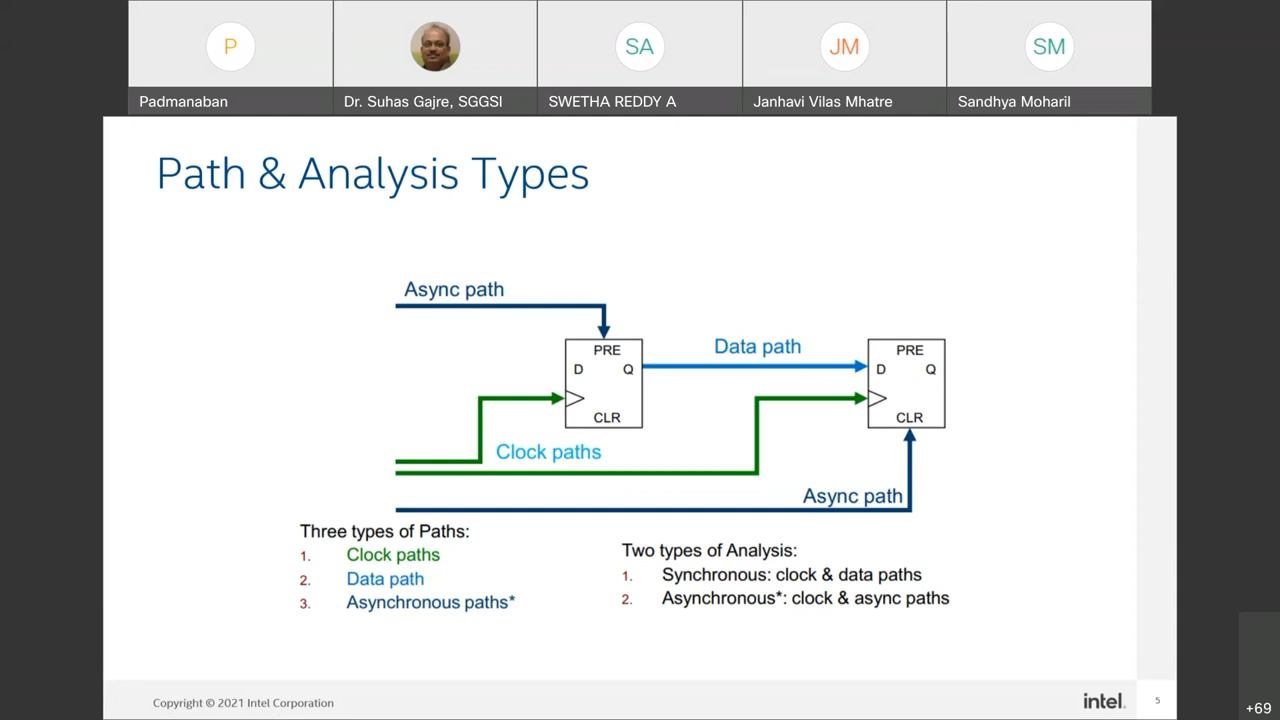 P
SA
JM
SM
Padmanaban
Dr. Suhas Gajre, SGGSI
SWETHA REDDY A
Janhavi Vilas Mhatre
Sandhya Moharil
Path & Analysis Types
Async path
PRE
D
Q
CLR
Data path
PRE
D
Q
CLR
Clock paths
Async path
Three types of Paths:
1. Clock paths
2. Data path
3. Asynchronous paths*
Two types of Analysis:
1. Synchronous: clock & data paths
2. Asynchronous*: clock & async paths
Copyright © 2021 Intel Corporation
intel.
5
+69